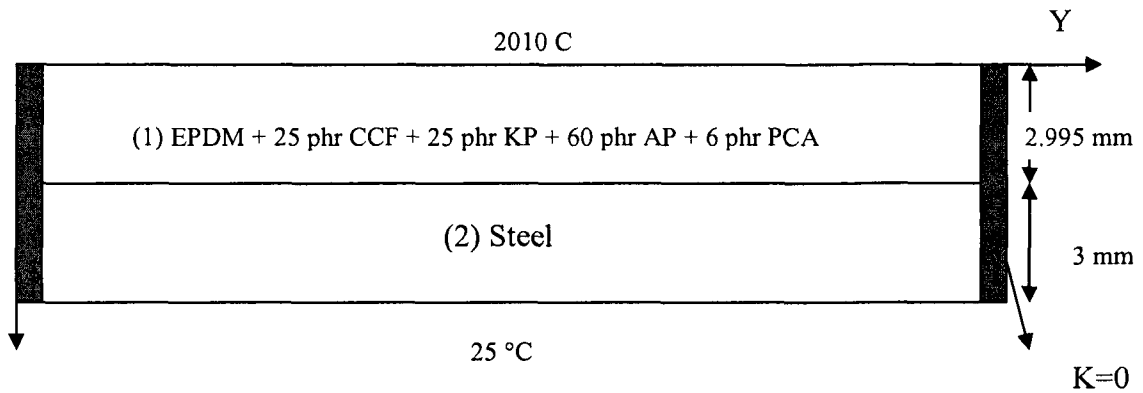 Y
2010 C
(1) EPDM + 25 phr CCF + 25 phr KP + 60 phr AP + 6 phr PCA
2.995 mm
(2) Steel
3 mm
25 °C
K=0